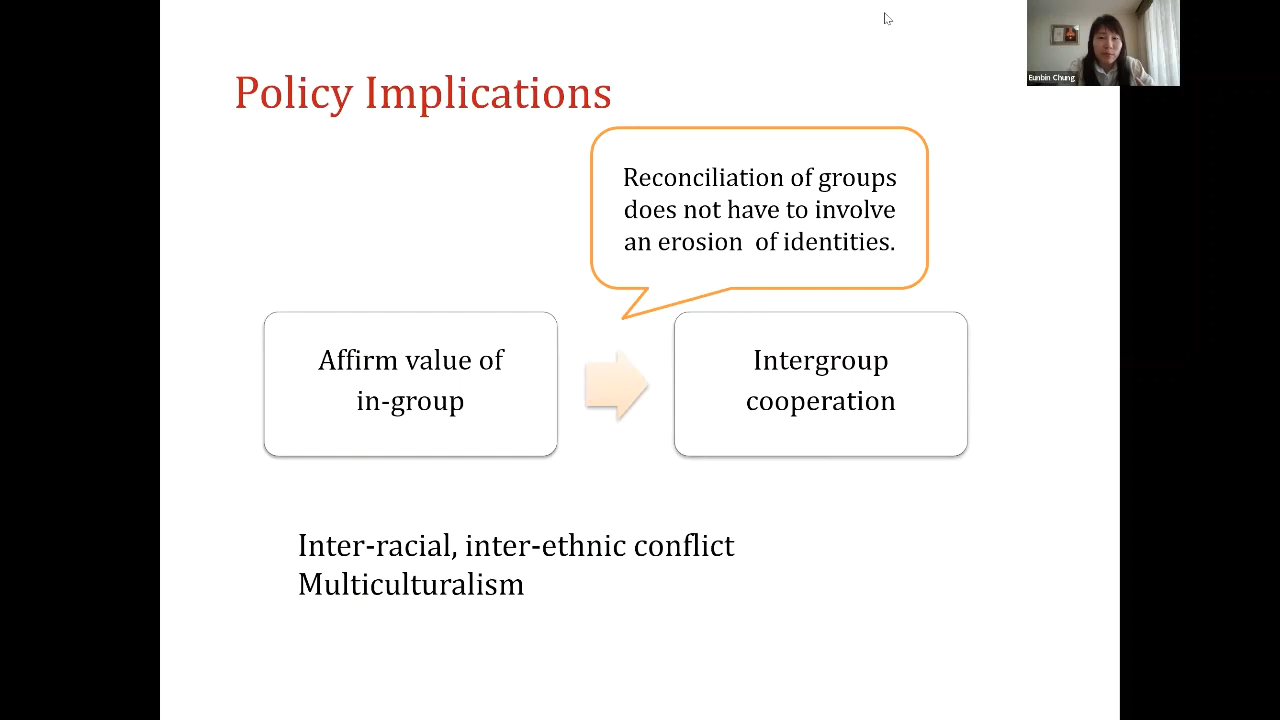 Eunbin Chung
Policy Implications
Reconciliation of groups
does not have to involve
an erosion of identities.
Affirm value of
in-group
Intergroup
cooperation
Inter-racial, inter-ethnic conflict
Multiculturalism